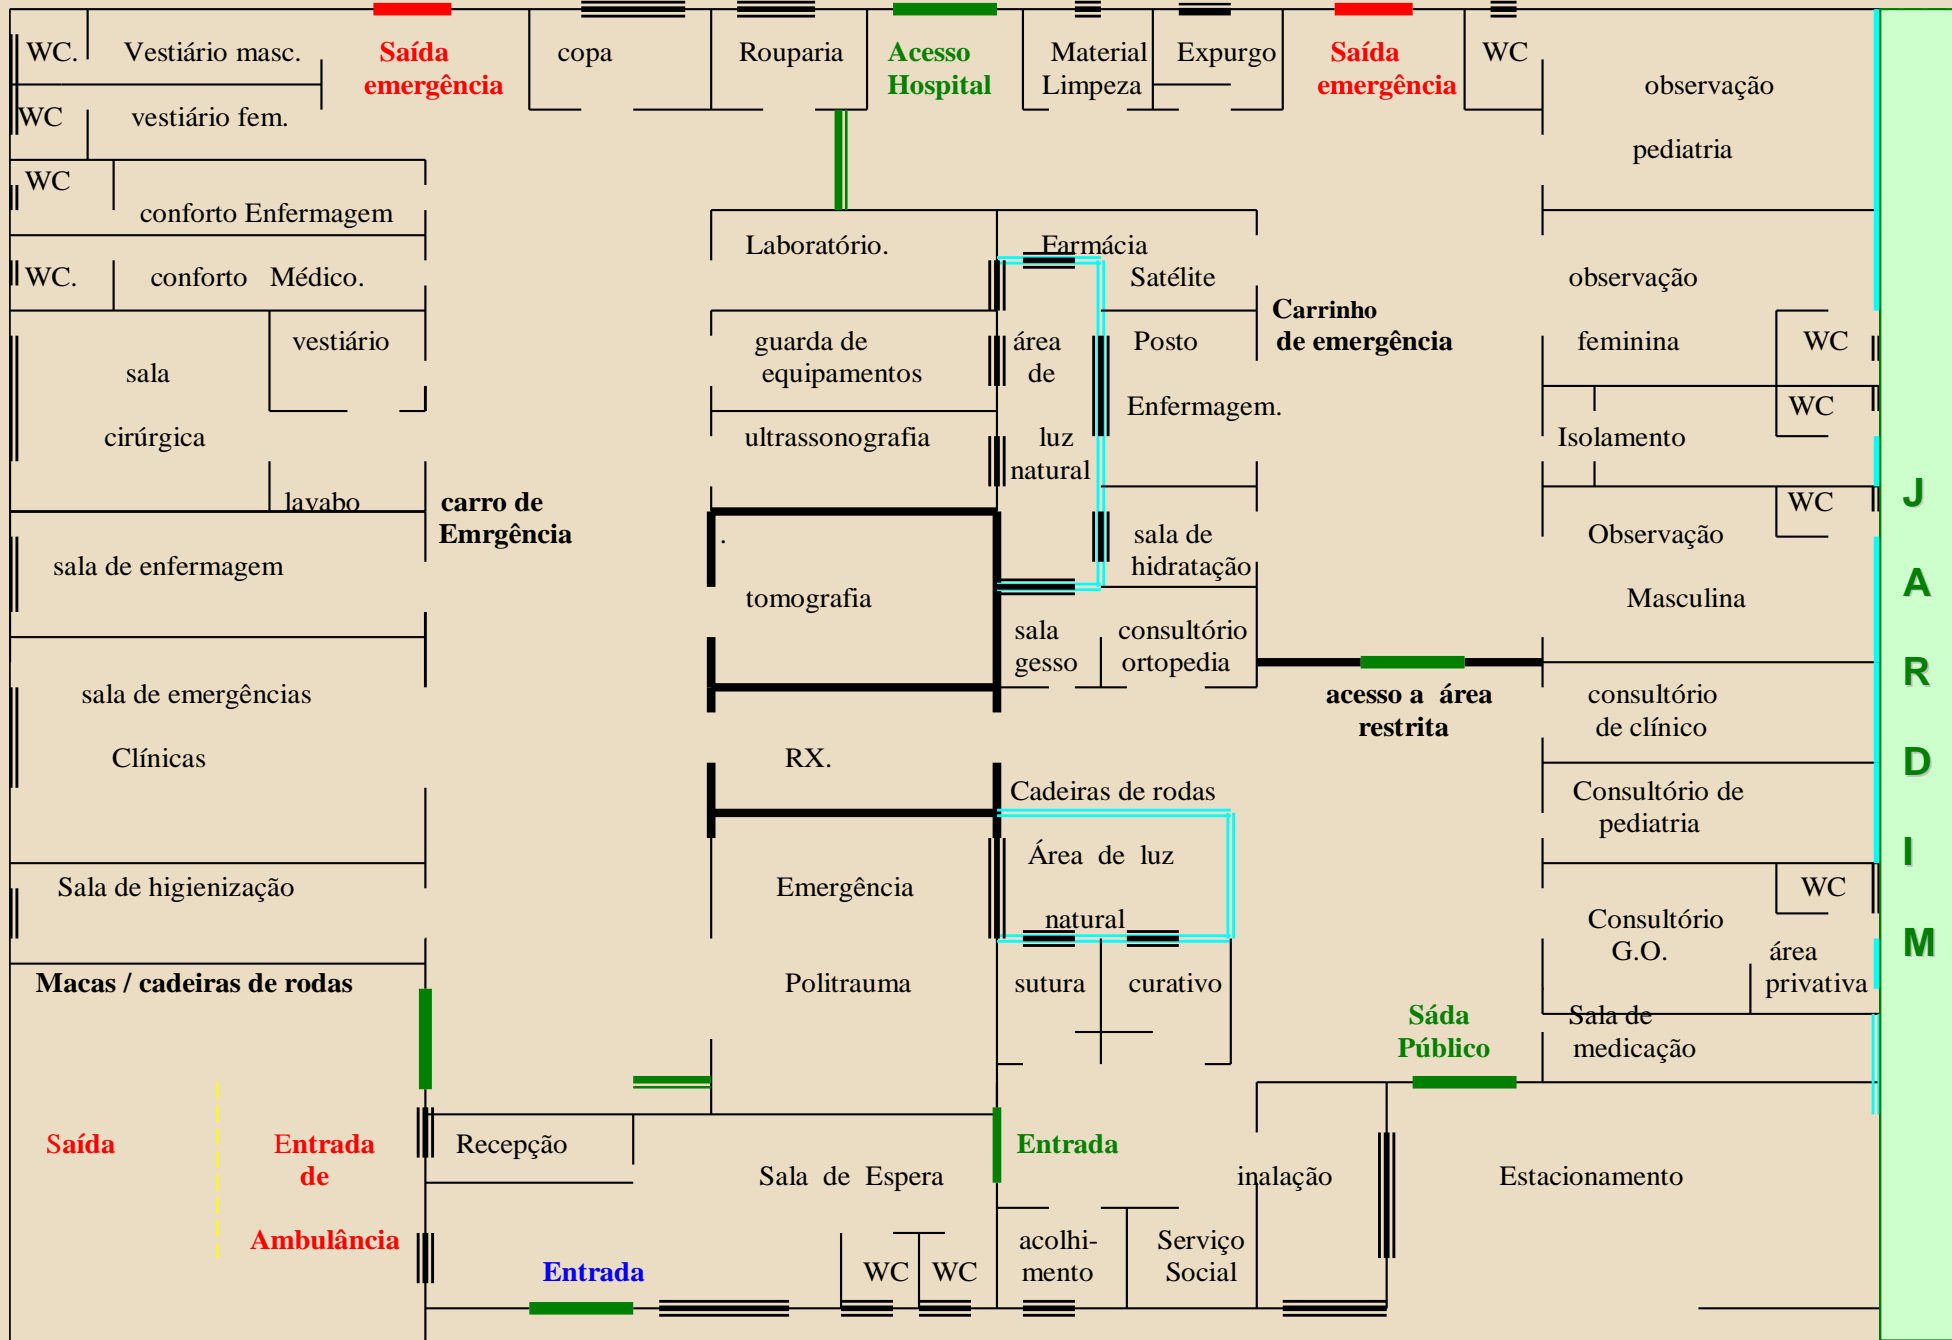 WC.
Vestiário masc.
Saída
emergência
copa
Rouparia
Acesso
Hospital
Material
Limpeza
Expurgo
Saída
emergência
WC
observação
pediatria
WC
vestiário fem.
WC
conforto Enfermagem
WC.
conforto Médico.
Laboratório.
Farmácia
Satélite
observação
feminina
WC
Carrinho
de emergência
sala
cirúrgica
vestiário
lavabo
guarda de
equipamentos
área
de
luz
natural
Posto
Enfermagem.
ultrassonografia
WC
Isolamento
WC
carro de
Emrgência
.
tomografia
sala de
hidratação
Observação
Masculina
sala de enfermagem
sala
gesso
consultório
ortopedia
sala de emergências
Clínicas
RX.
acesso a área
restrita
consultório
de clínico
Cadeiras de rodas
Consultório de
pediatria
Área de luz
natural
Sala de higienização
Emergência
Politrauma
WC
Consultório
G.O.
área
privativa
Macas / cadeiras de rodas
sutura
curativo
Sáda
Público
Sala de
medicação
Saída
Entrada
de
Ambulância
Recepção
Sala de Espera
Entrada
inalação
Estacionamento
Entrada
WC
WC
acolhi-
mento
Serviço
Social
J
A
R
D
I
M